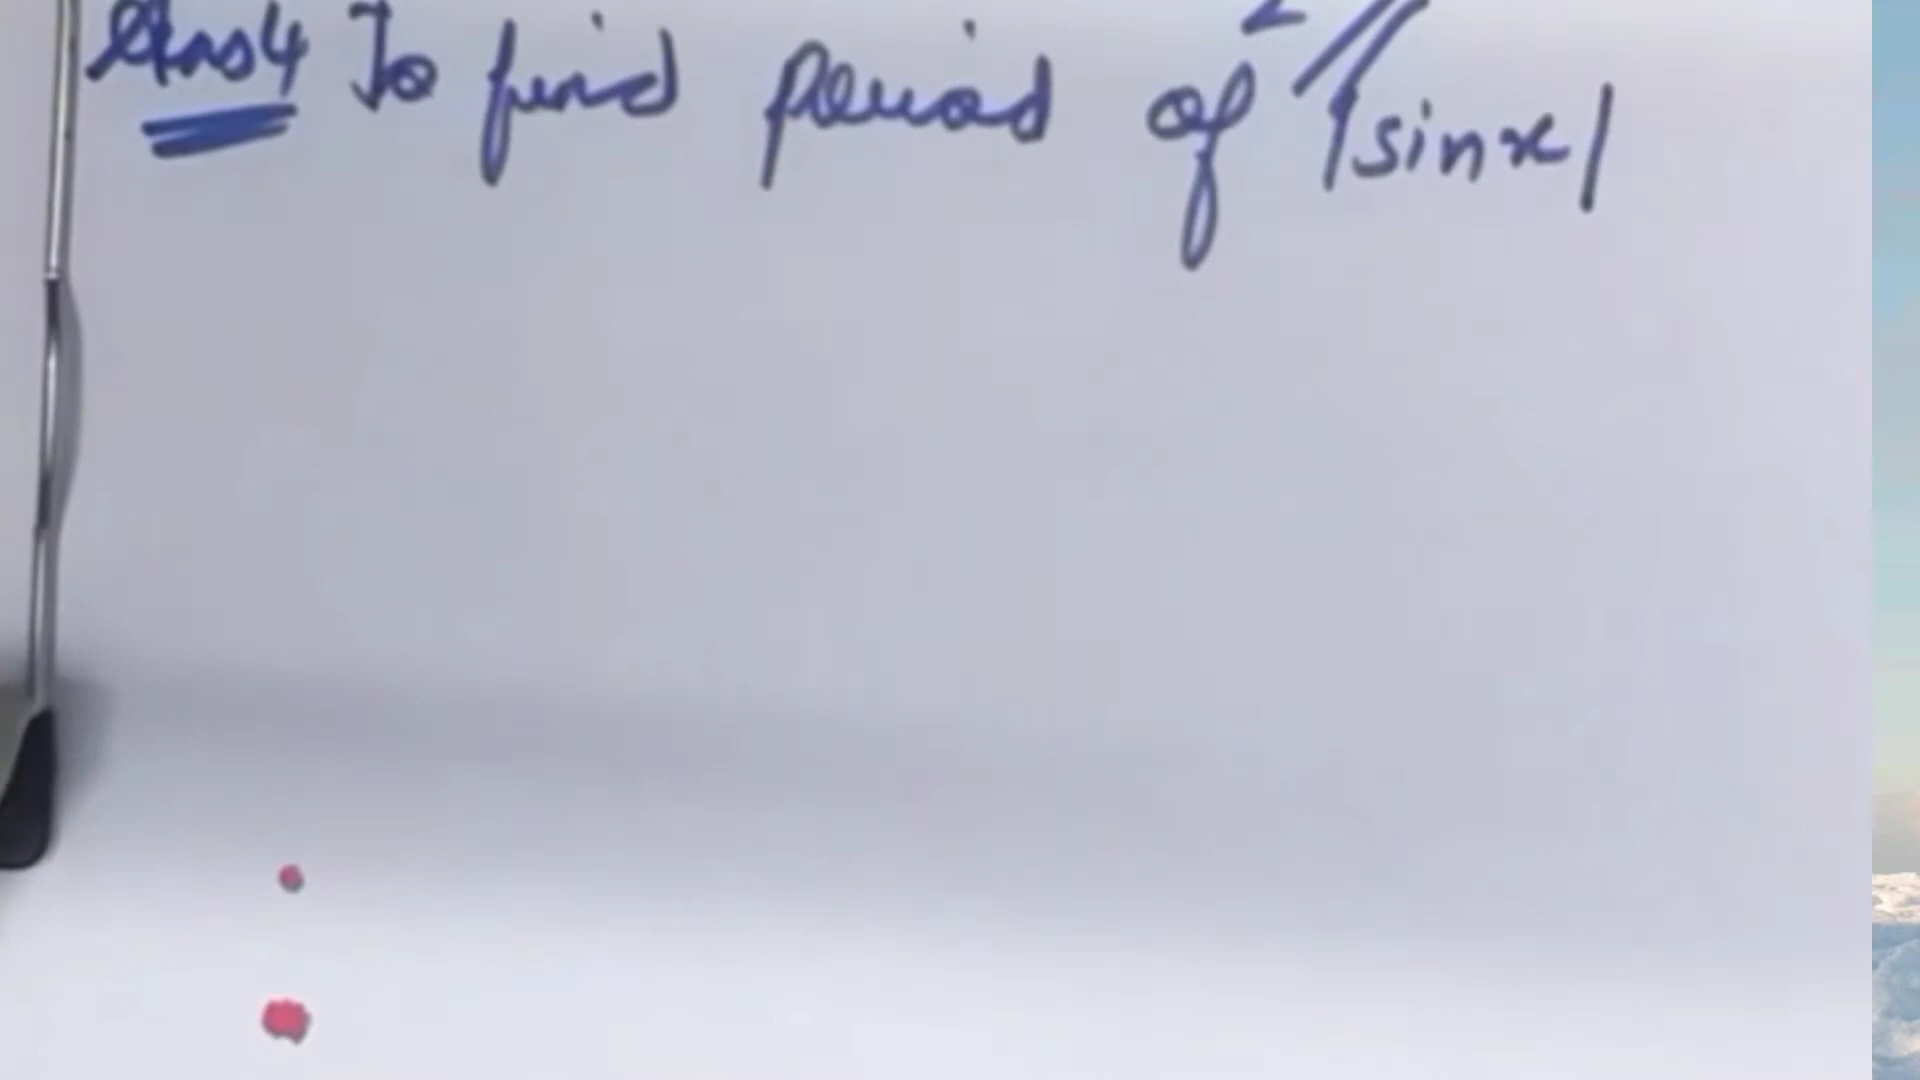 Ans4 To find period of |sinx|